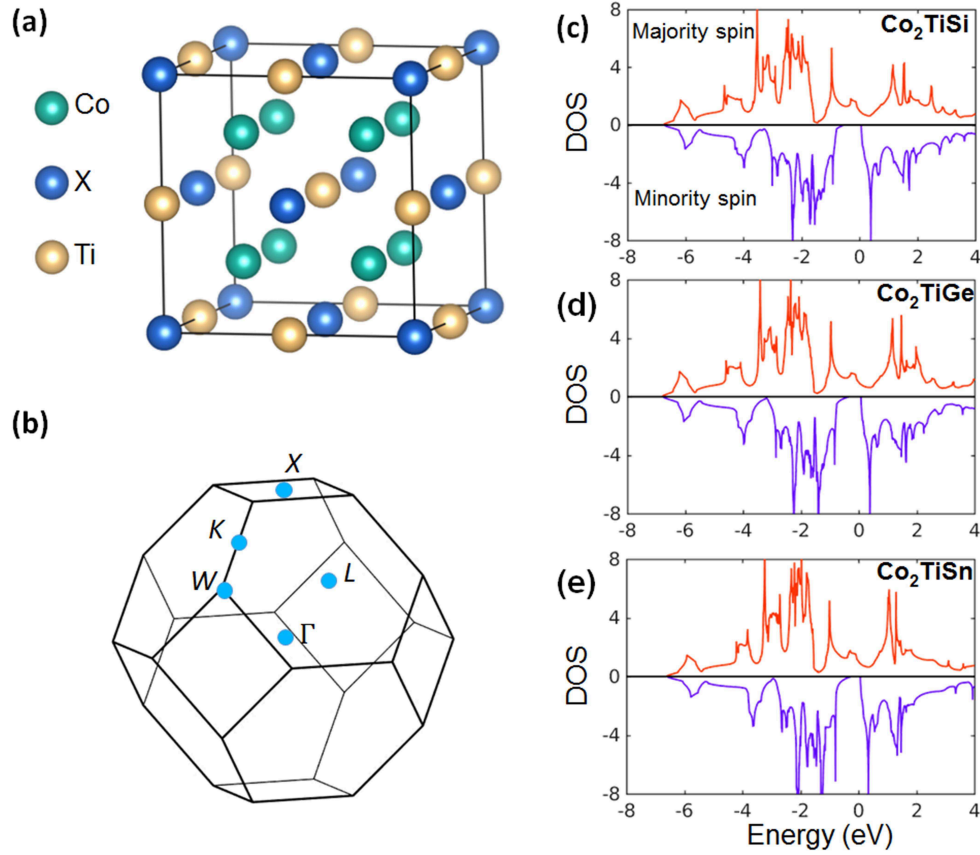 (a)
Co
X
Ti
(b)
X
K
W
L
Γ
(c)
Co2TiSi
Majority spin
Minority spin
DOS
8
4
0
-4
-8
-8 -6 -4 -2 0 2 4
(d)
Co2TiGe
DOS
8
4
0
-4
-8
-8 -6 -4 -2 0 2 4
(e)
Co2TiSn
DOS
8
4
0
-4
-8
-8 -6 -4 -2 0 2 4
Energy (eV)